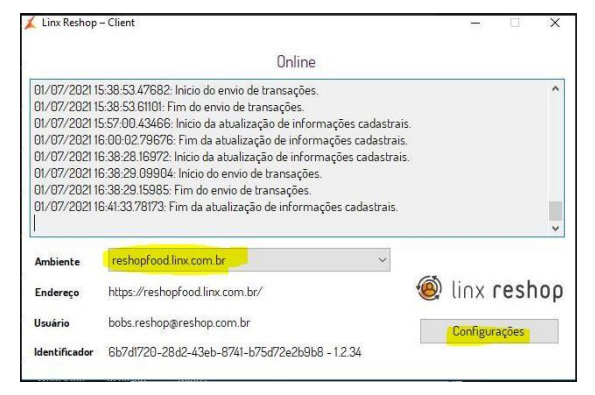 Linx Reshop – Client
Online
01/07/2021 15:38:53.47682: Início do envio de transações.
01/07/2021 15:38:53.61101: Fim do envio de transações.
01/07/2021 15:57:00.43466: Início da atualização de informações cadastrais.
01/07/2021 16:00:02.79676: Fim da atualização de informações cadastrais.
01/07/2021 16:38:28.16972: Início da atualização de informações cadastrais.
01/07/2021 16:38:29.09904: Início do envio de transações.
01/07/2021 16:38:29.15985: Fim do envio de transações.
01/07/2021 16:41:33.78173: Fim da atualização de informações cadastrais.
Ambiente reshopfood.linx.com.br
Endereço https://reshopfood.linx.com.br/
linx reshop
Usuário bobs.reshop@reshop.com.br
Configurações
Identificador 6b7d1720-28d2-43eb-8741-b75d72e2b9b8 - 1.2.34